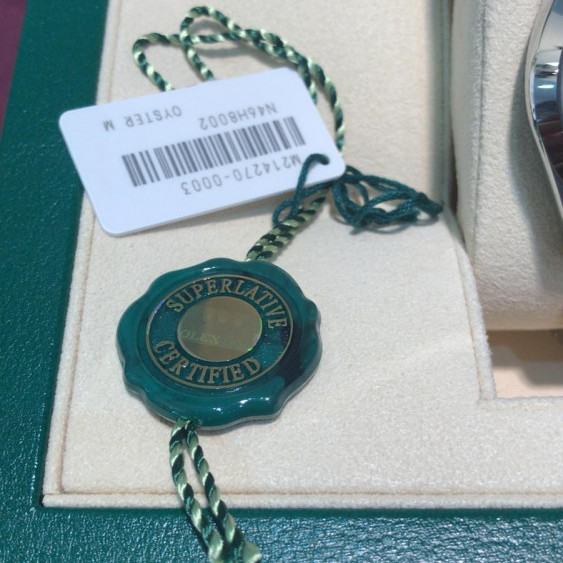 M214270-0003
N46H8002
OYSTER M
SUPERLATIVE
CERTIFIED